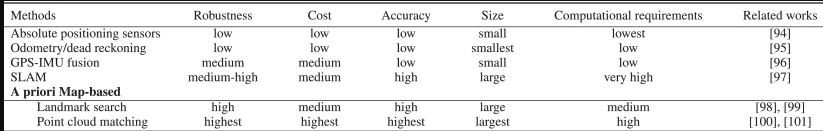 Methods Robustness Cost Accuracy Size Computational requirements Related works
Absolute positioning sensors low low low small lowest [94]
Odometry/dead reckoning low low low smallest low [95]
GPS-IMU fusion medium medium low small low [96]
SLAM medium-high medium high large very high [97]
A priori Map-based
Landmark search high medium high large medium [98], [99]
Point cloud matching highest highest highest largest high [100], [101]